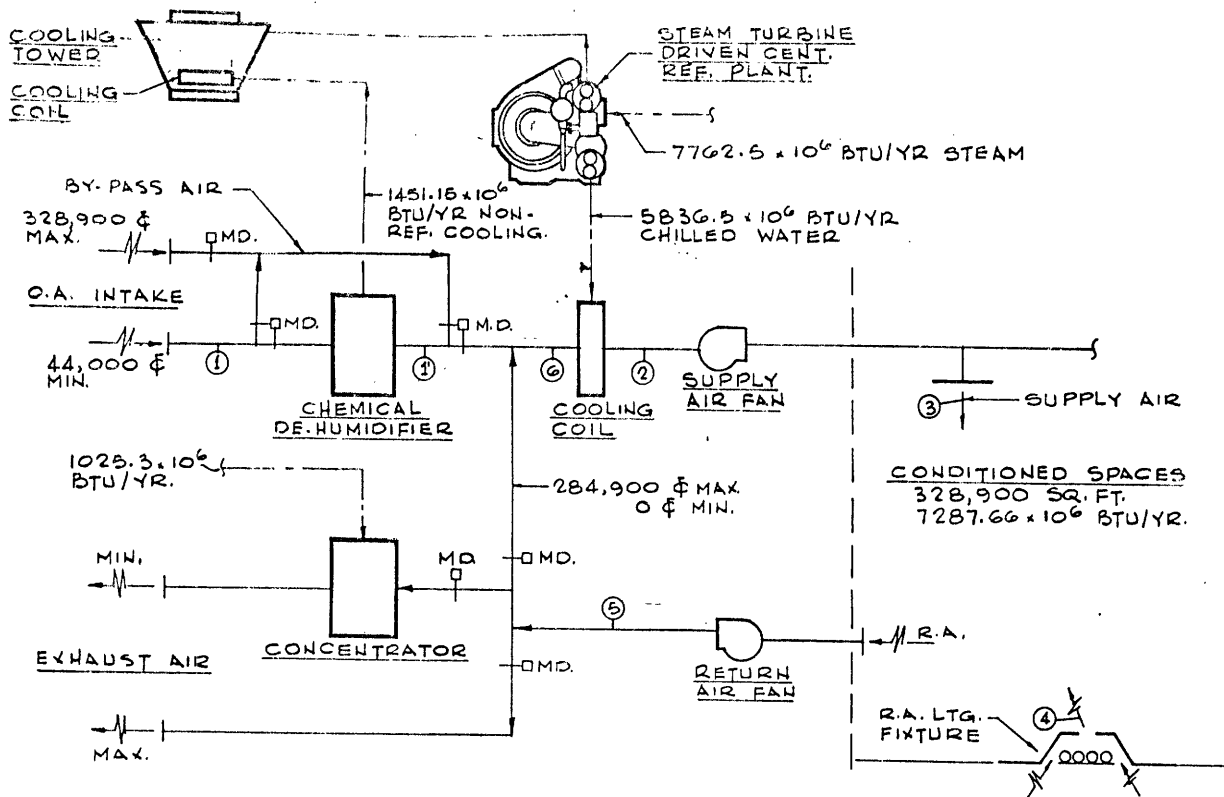 COOLING
TOWER
COOLING
COIL
STEAM TURBINE
DRIVEN CENT.
REF. PLANT.
7762.5 x 10⁶ BTU/YR STEAM
BY-PASS AIR
328,900 ₵
MAX.
MD.
1451.15 x 10⁶
BTU/YR NON-
REF. COOLING.
5836.5 x 10⁶ BTU/YR
CHILLED WATER
O.A. INTAKE
44,000 ₵
MIN.
1
MD.
1'
M.D.
6
2
CHEMICAL
DE-HUMIDIFIER
COOLING
COIL
SUPPLY
AIR FAN
3
SUPPLY AIR
CONDITIONED SPACES
328,900 SQ. FT.
7287.66 x 10⁶ BTU/YR.
1025.3 x 10⁶
BTU/YR.
284,900 ₵ MAX.
0 ₵ MIN.
MIN.
MD.
MD.
CONCENTRATOR
5
R.A.
EXHAUST AIR
MD.
RETURN
AIR FAN
MAX.
R.A. LTG.
FIXTURE
4